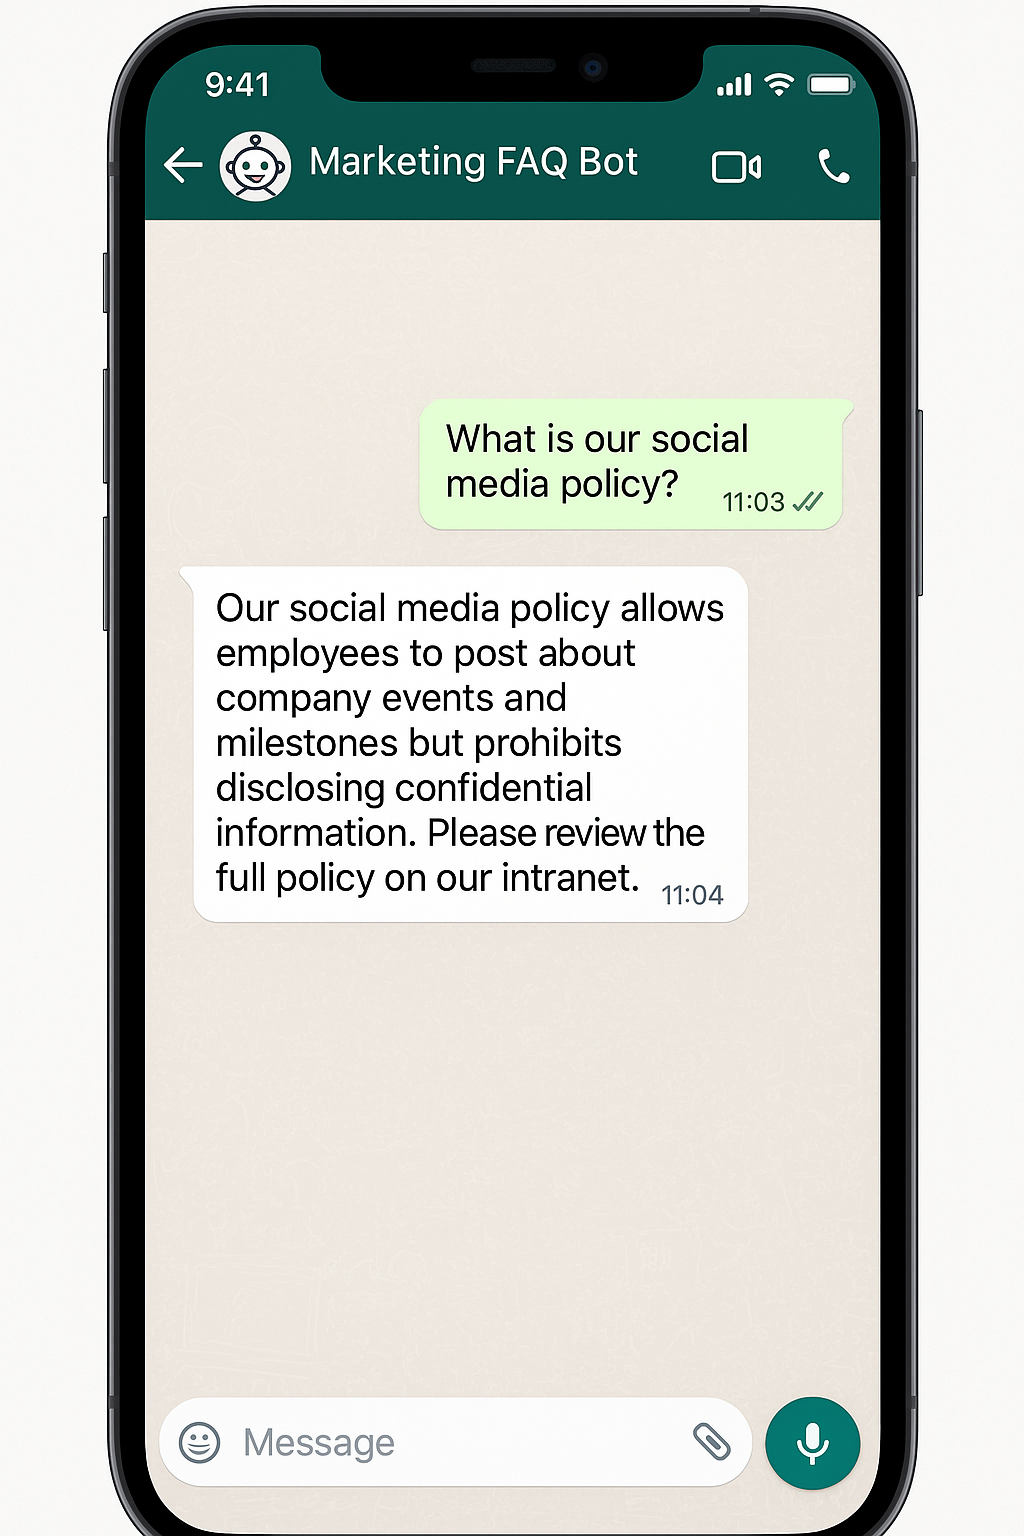 9:41
Marketing FAQ Bot
What is our social
media policy?
11:03
Our social media policy allows
employees to post about
company events and
milestones but prohibits
disclosing confidential
information. Please review the
full policy on our intranet.
11:04
Message